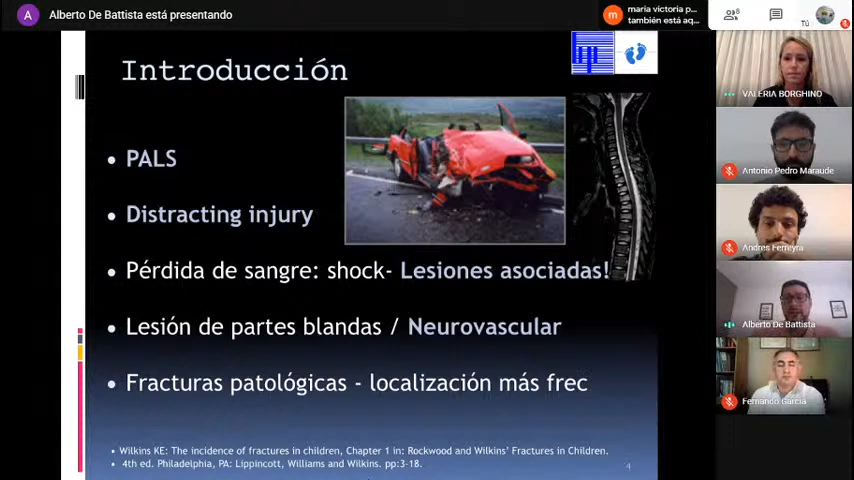 A
Alberto De Battista está presentando
m
maria victoria p...
también está aq...
8
Tú
Introducción
• PALS
• Distracting injury
• Pérdida de sangre: shock- Lesiones asociadas!
• Lesión de partes blandas / Neurovascular
• Fracturas patológicas - localización más frec
• Wilkins KE: The incidence of fractures in children, Chapter 1 in: Rockwood and Wilkins' Fractures in Children.
• 4th ed. Philadelphia, PA: Lippincott, Williams and Wilkins. pp:3-18.
4
VALERIA BORGHINO
Antonio Pedro Maraude
Andres Ferreyra
Alberto De Battista
Fernando Garcia